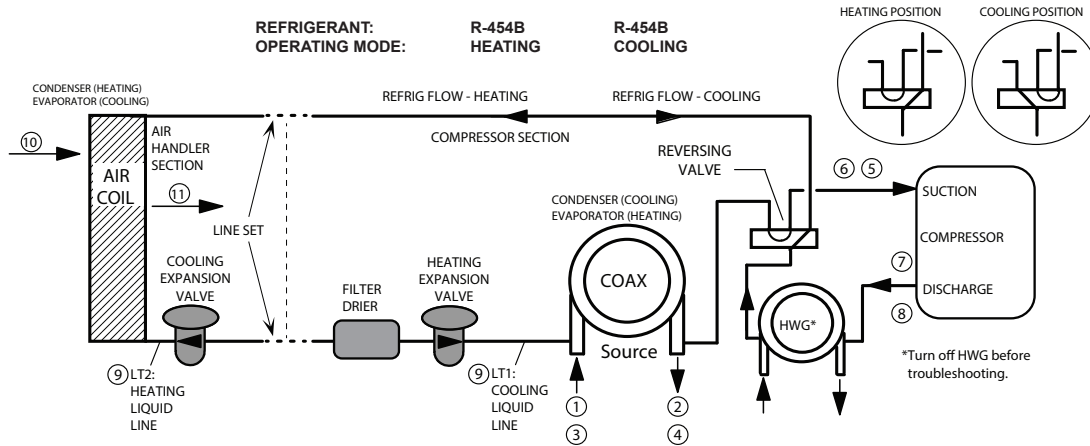 REFRIGERANT: R-454B R-454B
OPERATING MODE: HEATING COOLING
HEATING POSITION
COOLING POSITION
CONDENSER (HEATING)
EVAPORATOR (COOLING)
REFRIG FLOW - HEATING
REFRIG FLOW - COOLING
COMPRESSOR SECTION
10
AIR
COIL
AIR
HANDLER
SECTION
11
LINE SET
REVERSING
VALVE
6 5
SUCTION
COMPRESSOR
7
DISCHARGE
8
CONDENSER (COOLING)
EVAPORATOR (HEATING)
COAX
Source
HWG*
*Turn off HWG before
troubleshooting.
COOLING
EXPANSION
VALVE
FILTER
DRIER
HEATING
EXPANSION
VALVE
9 LT2:
HEATING
LIQUID
LINE
9 LT1:
COOLING
LIQUID
LINE
1
3
2
4